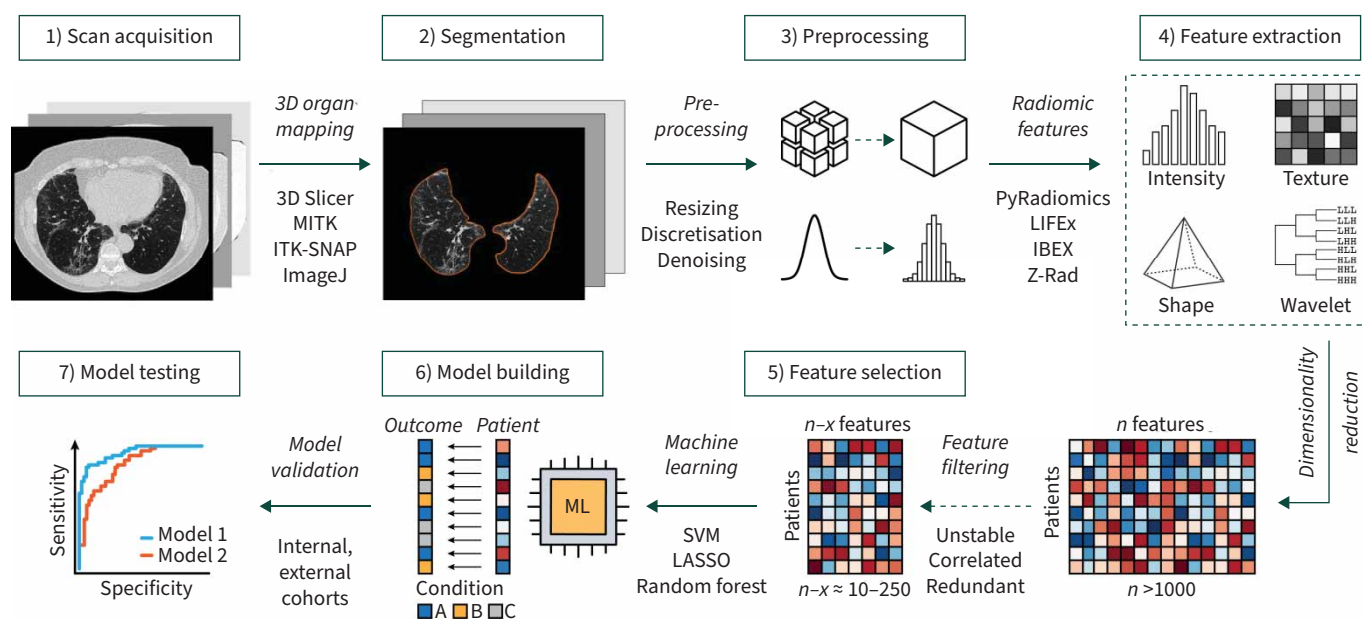 1) Scan acquisition
2) Segmentation
3) Preprocessing
4) Feature extraction
3D organ
mapping
3D Slicer
MITK
ITK-SNAP
ImageJ
Pre-
processing
Resizing
Discretisation
Denoising
Radiomic
features
PyRadiomics
LIFEx
IBEX
Z-Rad
Intensity
Texture
Shape
Wavelet
LLL
LLH
LHL
LHH
HLL
HLH
HHL
HHH
Dimensionality
reduction
5) Feature selection
n features
Patients
n >1000
Feature
filtering
Unstable
Correlated
Redundant
n–x features
Patients
n–x ≈ 10–250
Machine
learning
SVM
LASSO
Random forest
6) Model building
Outcome
Patient
ML
Condition
A B C
Model
validation
Internal,
external
cohorts
7) Model testing
Sensitivity
Model 1
Model 2
Specificity